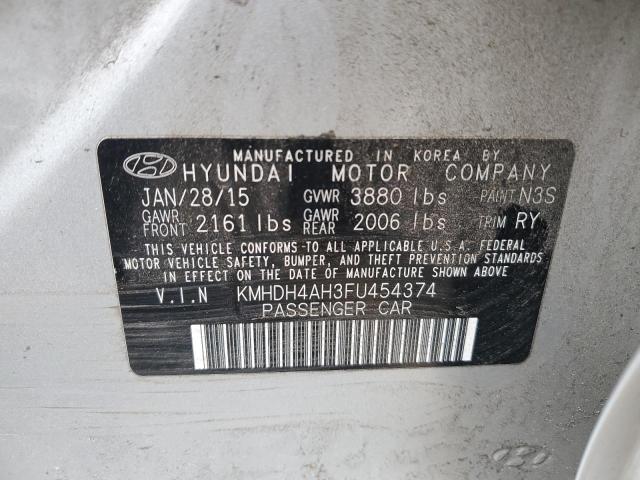 MANUFACTURED IN KOREA BY
HYUNDAI MOTOR COMPANY
JAN/28/15 GVWR 3880 lbs PAINT N3S
GAWR FRONT 2161 lbs GAWR REAR 2006 lbs TRIM RY
THIS VEHICLE CONFORMS TO ALL APPLICABLE U.S.A. FEDERAL
MOTOR VEHICLE SAFETY, BUMPER, AND THEFT PREVENTION STANDARDS
IN EFFECT ON THE DATE OF MANUFACTURE SHOWN ABOVE
V.I.N KMHDH4AH3FU454374
PASSENGER CAR